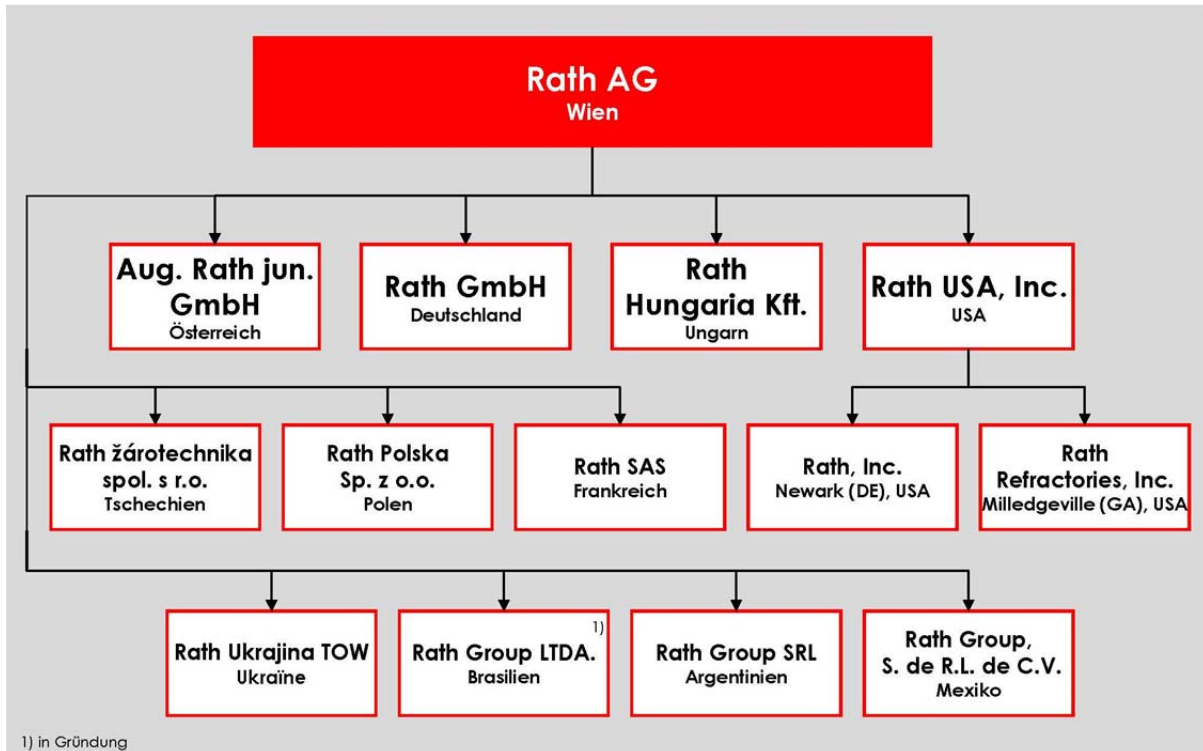 Rath AG
Wien
Aug. Rath jun.
GmbH
Österreich
Rath GmbH
Deutschland
Rath
Hungaria Kft.
Ungarn
Rath USA, Inc.
USA
Rath žárotechnika
spol. s r.o.
Tschechien
Rath Polska
Sp. z o.o.
Polen
Rath SAS
Frankreich
Rath, Inc.
Newark (DE), USA
Rath
Refractories, Inc.
Milledgeville (GA), USA
Rath Ukrajina TOW
Ukraïne
1)
Rath Group LTDA.
Brasilien
Rath Group SRL
Argentinien
Rath Group,
S. de R.L. de C.V.
Mexiko
1) in Gründung